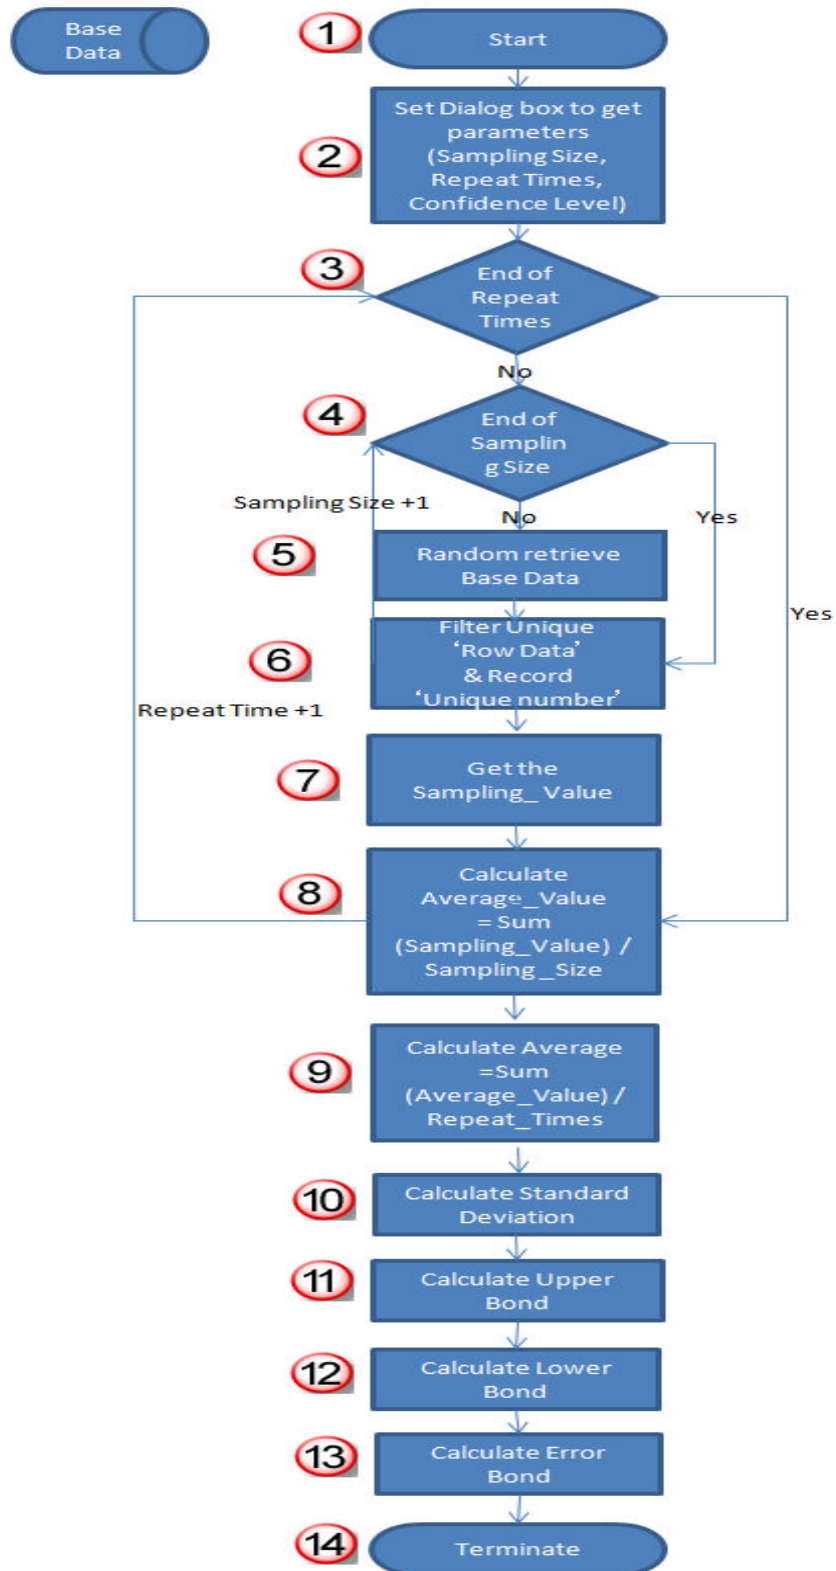 Base
Data
1
Start
2
Set Dialog box to get
parameters
(Sampling Size,
Repeat Times,
Confidence Level)
3
End of
Repeat
Times
No
4
End of
Samplin
g Size
Sampling Size +1
No
Yes
5
Random retrieve
Base Data
Yes
6
Filter Unique
‘Row Data’
& Record
‘Unique number’
Repeat Time +1
7
Get the
Sampling_ Value
8
Calculate
Average_Value
= Sum
(Sampling_Value) /
Sampling_Size
9
Calculate Average
=Sum
(Average_Value) /
Repeat_Times
10
Calculate Standard
Deviation
11
Calculate Upper
Bond
12
Calculate Lower
Bond
13
Calculate Error
Bond
14
Terminate